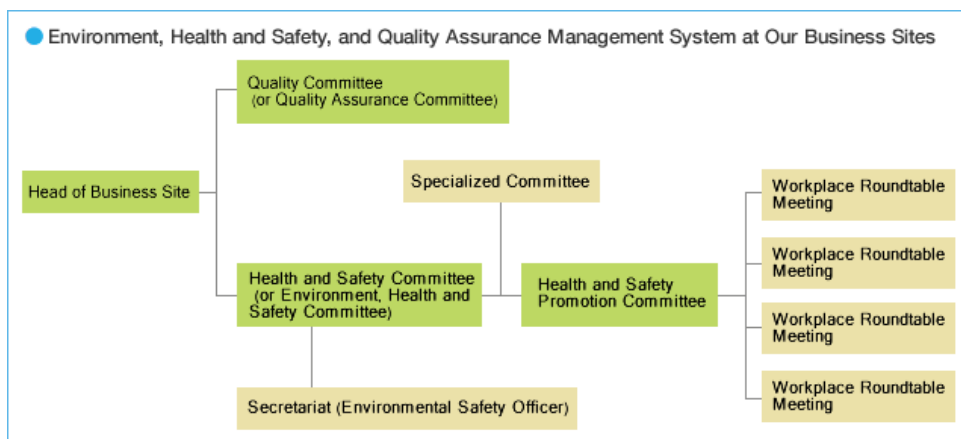 Environment, Health and Safety, and Quality Assurance Management System at Our Business Sites
Quality Committee
(or Quality Assurance Committee)
Head of Business Site
Specialized Committee
Health and Safety Committee
(or Environment, Health and
Safety Committee)
Health and Safety
Promotion Committee
Secretariat (Environmental Safety Officer)
Workplace Roundtable
Meeting
Workplace Roundtable
Meeting
Workplace Roundtable
Meeting
Workplace Roundtable
Meeting